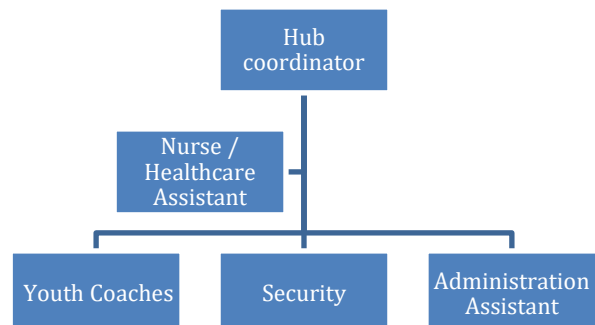 Hub
coordinator
Nurse /
Healthcare
Assistant
Youth Coaches
Security
Administration
Assistant